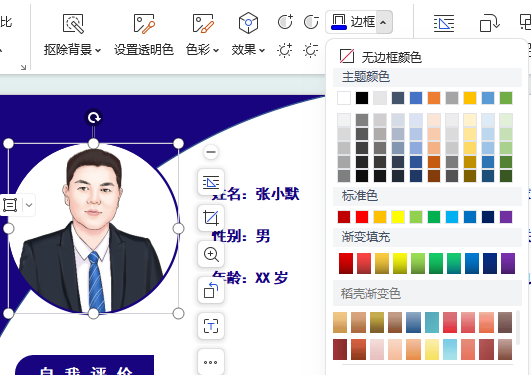 比
边框
抠除背景
设置透明色
色彩
效果
无边框颜色
主题颜色
标准色
渐变填充
稻壳渐变色
姓名：张小默
性别：男
年龄：XX 岁
自 我 评 价